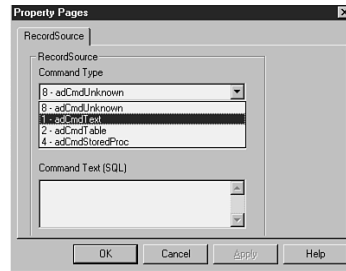 Property Pages
RecordSource
RecordSource
Command Type
8 - adCmdUnknown
8 - adCmdUnknown
1 - adCmdText
2 - adCmdTable
4 - adCmdStoredProc
Command Text (SQL)
OK
Cancel
Apply
Help